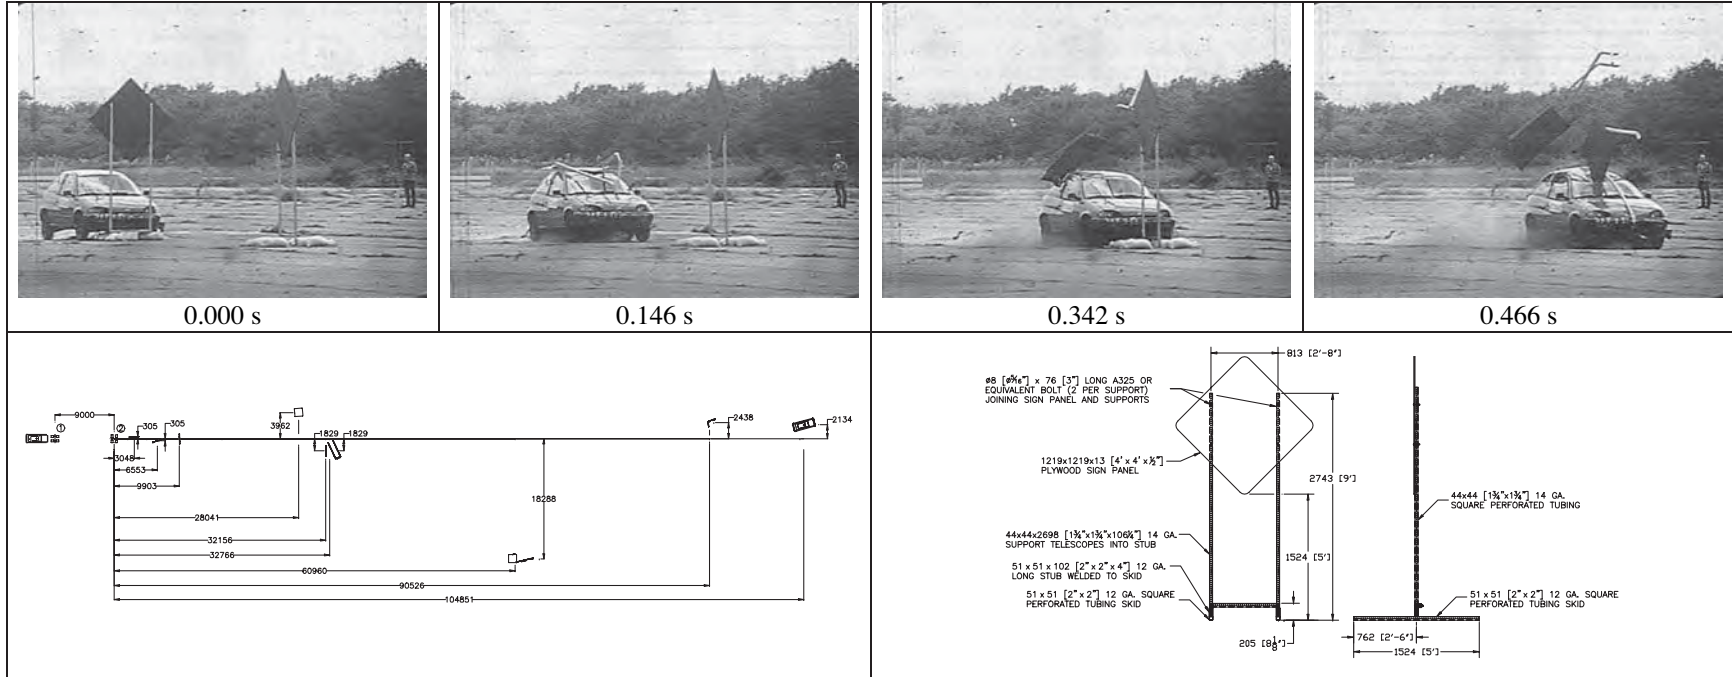 0.000 s
0.146 s
0.342 s
0.466 s
9000
①
②
305
305
3962
1829
1829
2438
2134
3048
6553
9903
28041
32156
32766
18288
60960
90526
104851
813 [2'-8"]
ø8 [ø5⁄16"] x 76 [3"] LONG A325 OR
EQUIVALENT BOLT (2 PER SUPPORT)
JOINING SIGN PANEL AND SUPPORTS
1219x1219x13 [4' x 4' x ½"]
PLYWOOD SIGN PANEL
2743 [9']
44x44 [1¾"x1¾"] 14 GA.
SQUARE PERFORATED TUBING
44x44x2698 [1¾"x1¾"x106¼"] 14 GA.
SUPPORT TELESCOPES INTO STUB
1524 [5']
51 x 51 x 102 [2" x 2" x 4"] 12 GA.
LONG STUB WELDED TO SKID
51 x 51 [2" x 2"] 12 GA. SQUARE
PERFORATED TUBING SKID
51 x 51 [2" x 2"] 12 GA. SQUARE
PERFORATED TUBING SKID
205 [8⅛"]
762 [2'-6"]
1524 [5']